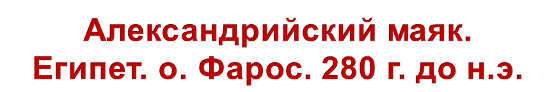 Александрийский маяк.
Египет. о. Фарос. 280 г. до н.э.